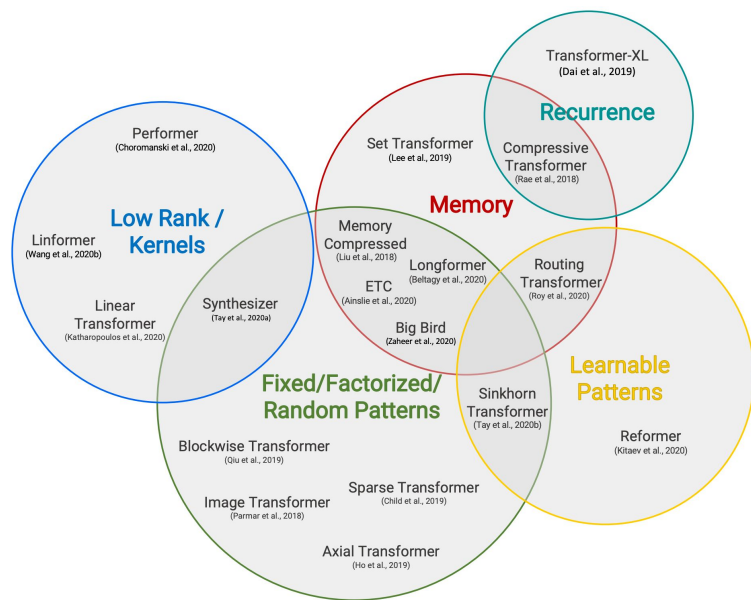 Transformer-XL
(Dai et al., 2019)
Recurrence
Compressive
Transformer
(Rae et al., 2018)
Performer
(Choromanski et al., 2020)
Set Transformer
(Lee et al., 2019)
Memory
Low Rank /
Kernels
Linformer
(Wang et al., 2020b)
Memory
Compressed
(Liu et al., 2018)
Longformer
(Beltagy et al., 2020)
ETC
(Ainslie et al., 2020)
Big Bird
(Zaheer et al., 2020)
Routing
Transformer
(Roy et al., 2020)
Linear
Transformer
(Katharopoulos et al., 2020)
Synthesizer
(Tay et al., 2020a)
Fixed/Factorized/
Random Patterns
Learnable
Patterns
Sinkhorn
Transformer
(Tay et al., 2020b)
Reformer
(Kitaev et al., 2020)
Blockwise Transformer
(Qiu et al., 2019)
Image Transformer
(Parmar et al., 2018)
Sparse Transformer
(Child et al., 2019)
Axial Transformer
(Ho et al., 2019)